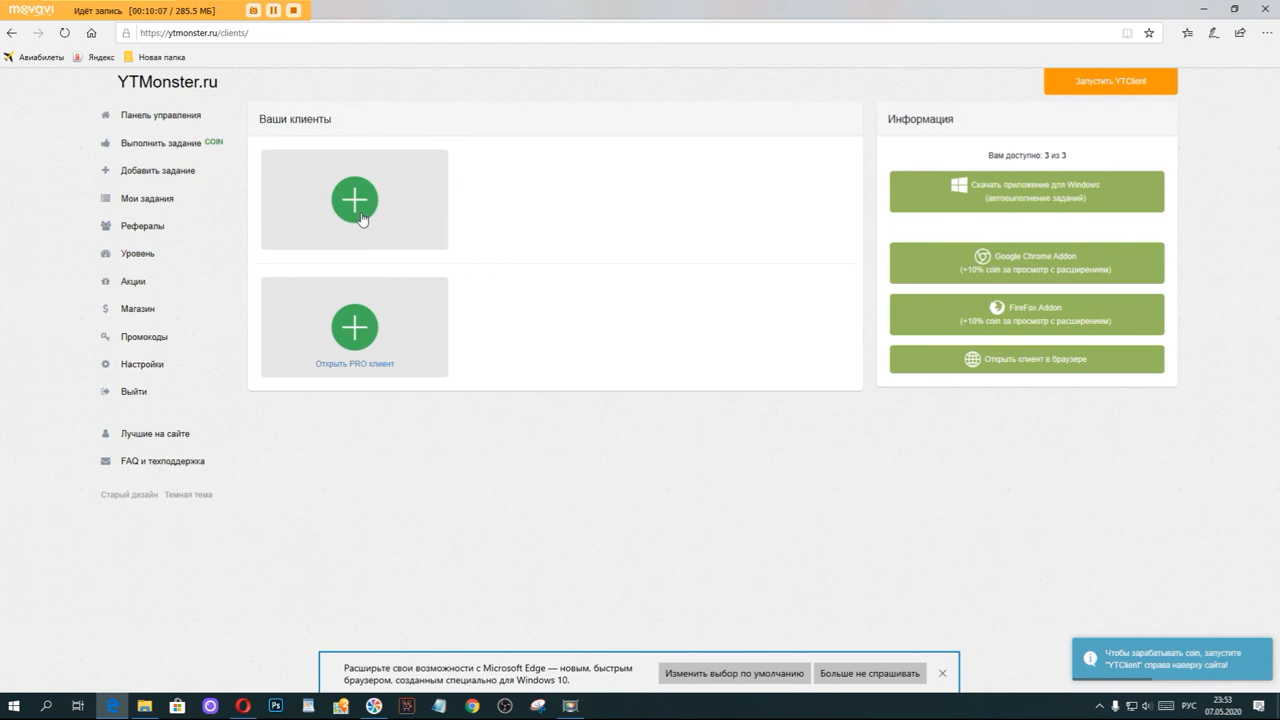 movavi
Идёт запись [00:10:07 / 285.5 МБ]
https://ytmonster.ru/clients/
Авиабилеты
Яндекс
Новая папка
YTMonster.ru
Запустить YTClient
Панель управления
Выполнить задание COIN
Добавить задание
Мои задания
Рефералы
Уровень
Акции
Магазин
Промокоды
Настройки
Выйти
Лучшие на сайте
FAQ и техподдержка
Старый дизайн Темная тема
Ваши клиенты
Открыть PRO клиент
Информация
Вам доступно: 3 из 3
Скачать приложение для Windows
(автовыполнение заданий)
Google Chrome Addon
(+10% coin за просмотр с расширением)
FireFox Addon
(+10% coin за просмотр с расширением)
Открыть клиент в браузере
Чтобы зарабатывать coin, запустите
"YTClient" справа наверху сайта!
Расширьте свои возможности с Microsoft Edge — новым, быстрым
браузером, созданным специально для Windows 10.
Изменить выбор по умолчанию
Больше не спрашивать
РУС
23:53
07.05.2020